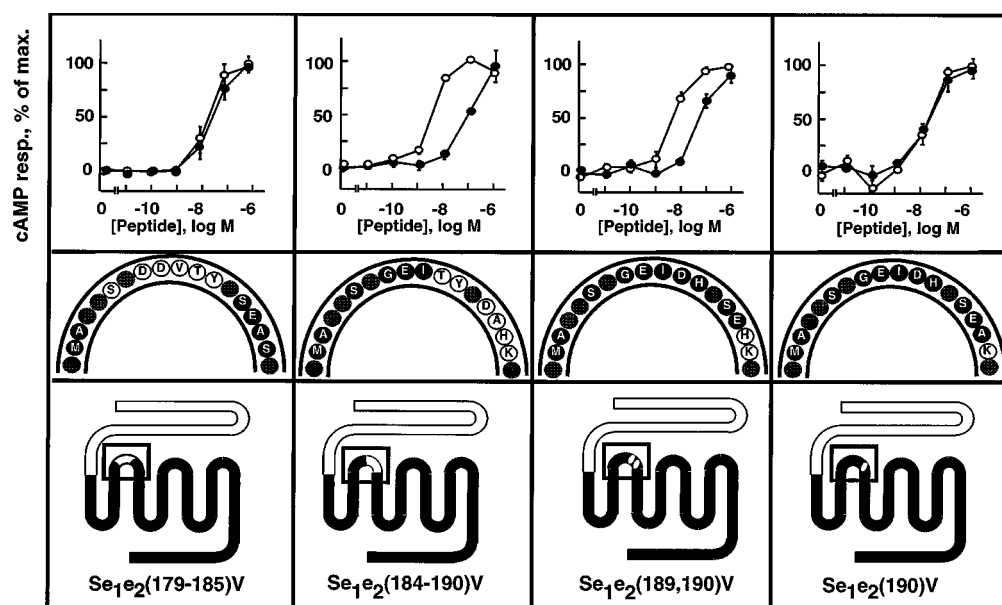 cAMP resp., % of max.
100 50 0
0 -10 -8 -6
[Peptide], log M
100 50 0
0 -10 -8 -6
[Peptide], log M
100 50 0
0 -10 -8 -6
[Peptide], log M
100 50 0
0 -10 -8 -6
[Peptide], log M
M A S D D V T Y S E A S
M A S G E I T Y D A H K
M A S G E I D H S E H K
M A S G E I D H S E A K
Se1e2(179-185)V
Se1e2(184-190)V
Se1e2(189,190)V
Se1e2(190)V